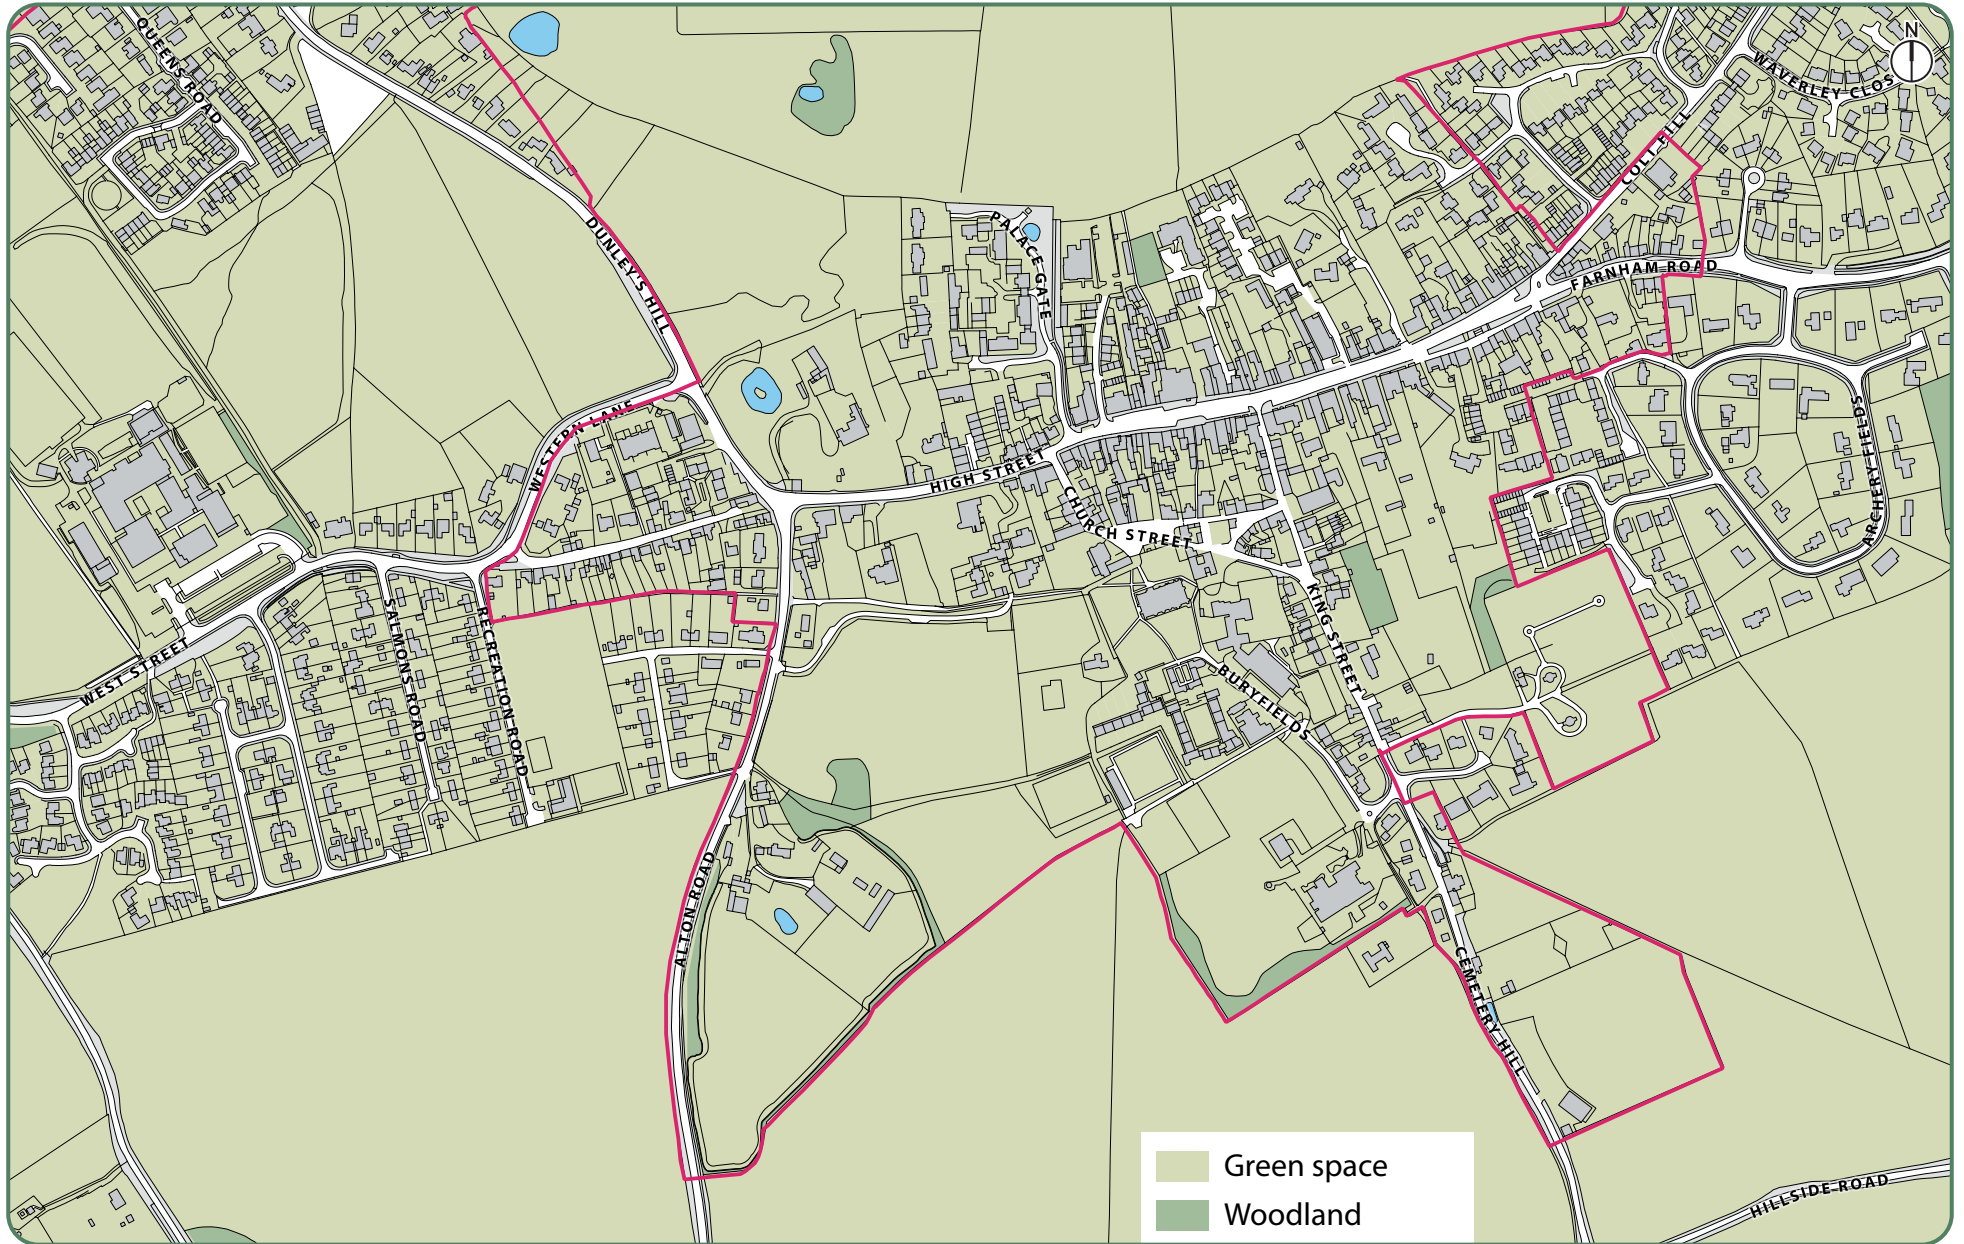 QUEENS ROAD
N
WAVERLEY CLOS
COLT HILL
DUNLEY'S HILL
PALACE GATE
FARNHAM ROAD
WESTERN LANE
ARCHERY FIELDS
HIGH STREET
CHURCH STREET
KING STREET
SALMONS ROAD
RECREATION ROAD
WEST STREET
BURYFIELDS
ALTON ROAD
CEMETERY HILL
HILLSIDE ROAD
Green space
Woodland